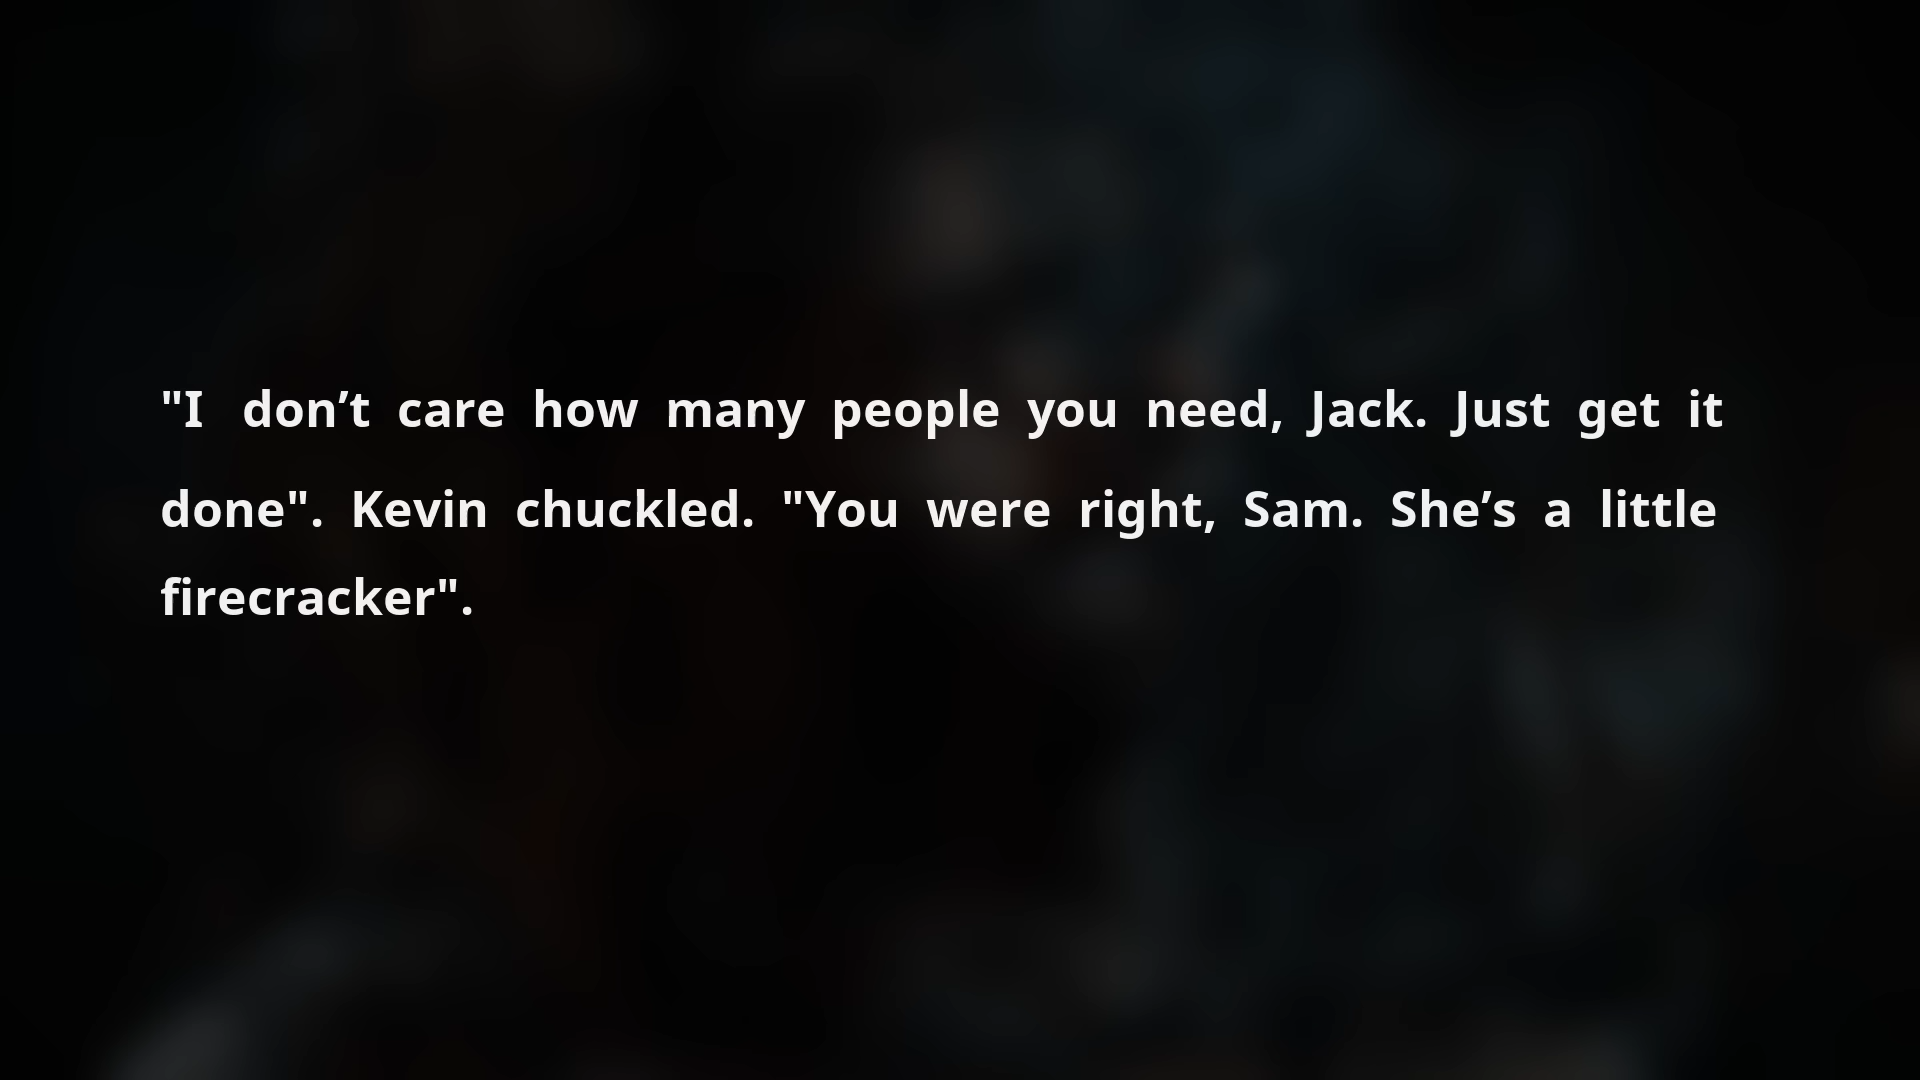 "I don’t care how many people you need, Jack. Just get it
done". Kevin chuckled. "You were right, Sam. She’s a little
firecracker".